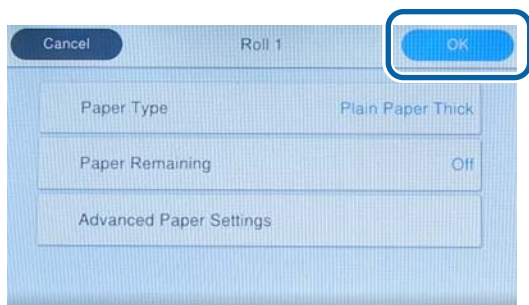 Cancel Roll 1 OK
Paper Type Plain Paper Thick
Paper Remaining Off
Advanced Paper Settings